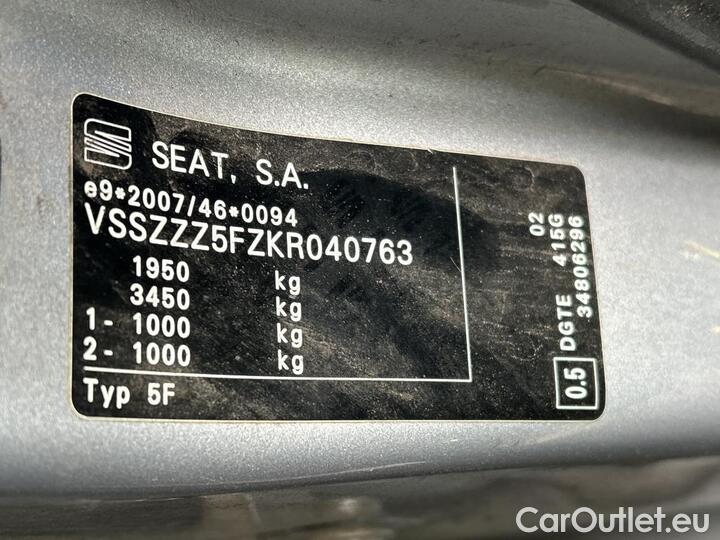 SEAT, S.A.
e9*2007/46*0094
VSSZZZ5FZKR040763
1950 kg
3450 kg
1- 1000 kg
2- 1000 kg
Typ 5F
0.5
DGTE 415G 02
34806296
CarOutlet.eu